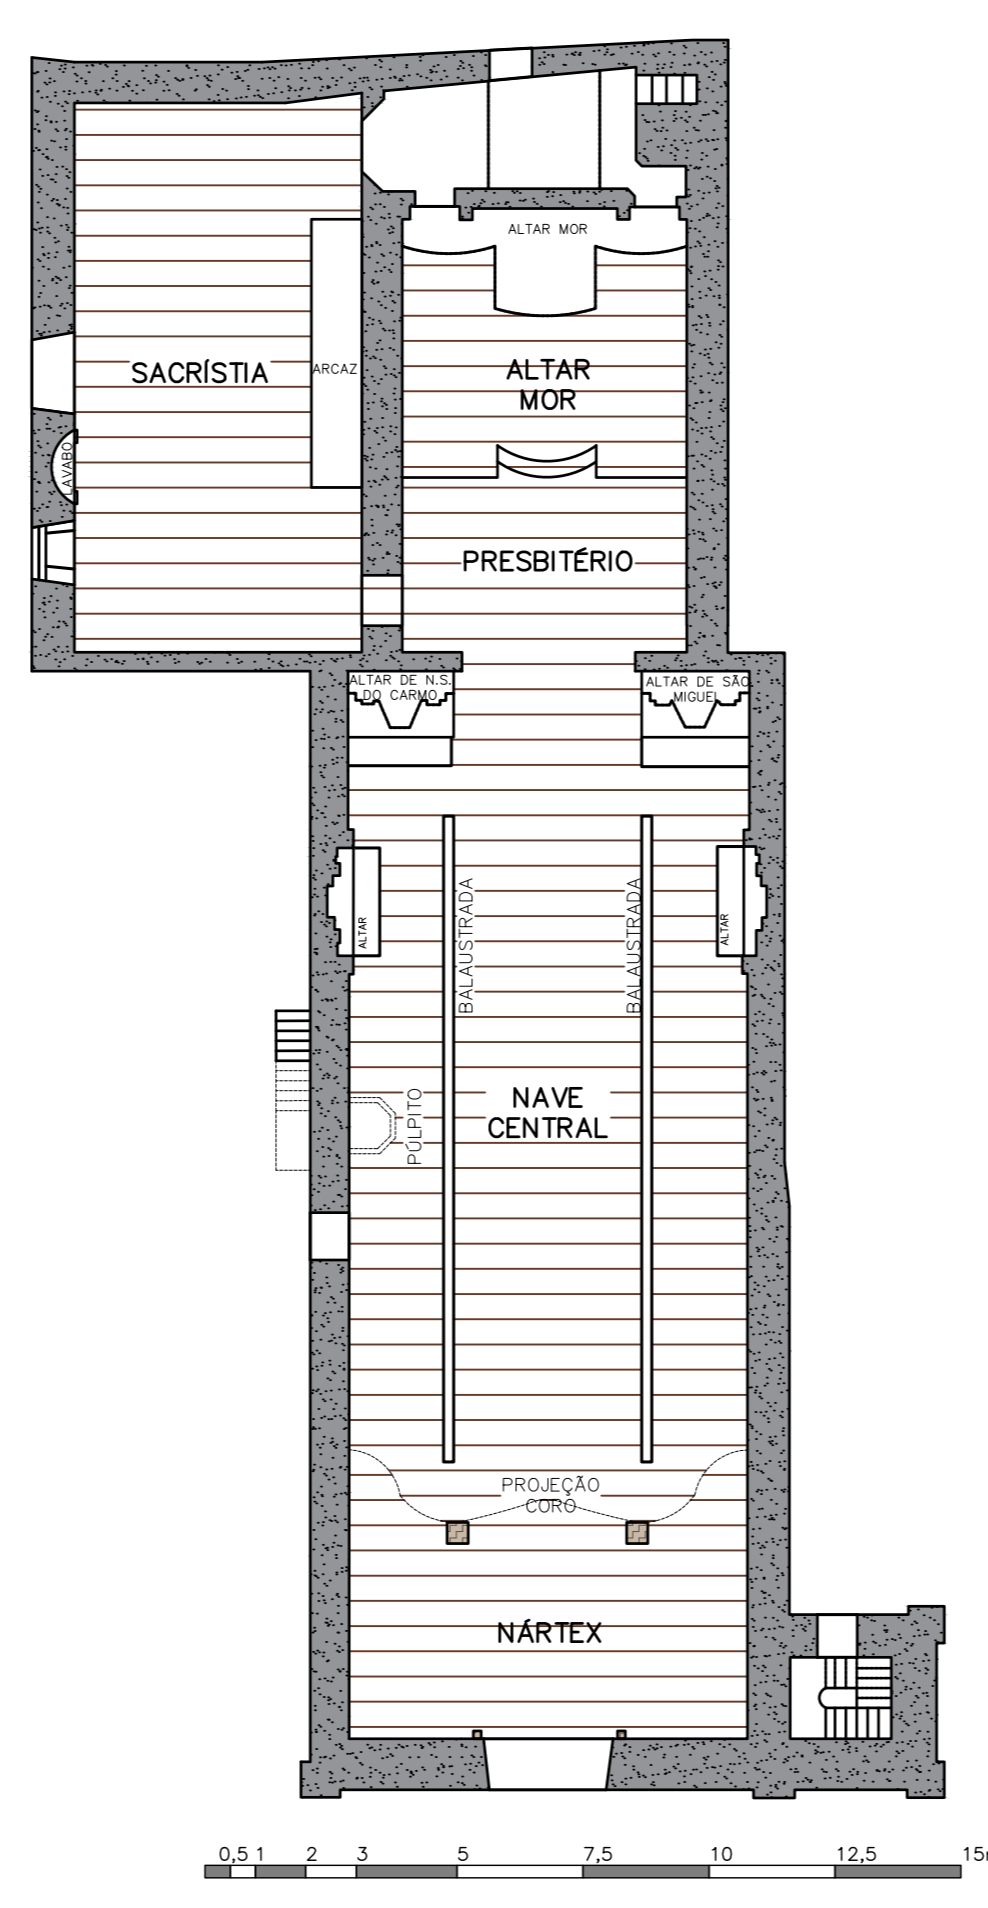 ALTAR MOR
SACRÍSTIA
ARCAZ
ALTAR
MOR
LAVABO
PRESBITÉRIO
ALTAR DE N.S.
DO CARMO
ALTAR DE SÃO
MIGUEL
ALTAR
ALTAR
BALAUSTRADA
BALAUSTRADA
PÚLPITO
NAVE
CENTRAL
PROJEÇÃO
CORO
NÁRTEX
0,5 1 2 3 5 7,5 10 12,5 15m